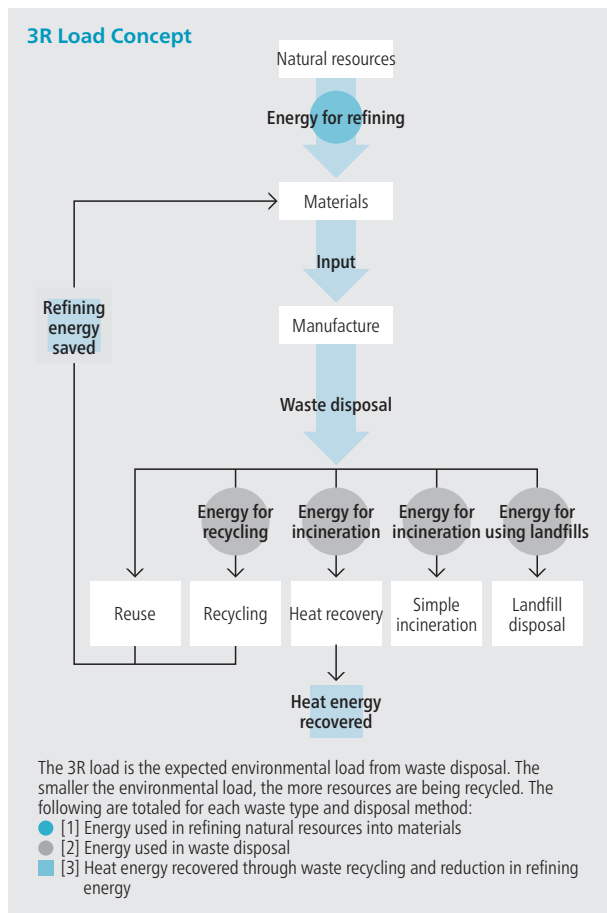 3R Load Concept
Natural resources
Energy for refining
Materials
Input
Refining
energy
saved
Manufacture
Waste disposal
Energy for
recycling
Energy for
incineration
Energy for
incineration
Energy for
using landfills
Reuse
Recycling
Heat recovery
Simple
incineration
Landfill
disposal
Heat energy
recovered
The 3R load is the expected environmental load from waste disposal. The
smaller the environmental load, the more resources are being recycled. The
following are totaled for each waste type and disposal method:
[1] Energy used in refining natural resources into materials
[2] Energy used in waste disposal
[3] Heat energy recovered through waste recycling and reduction in refining
energy